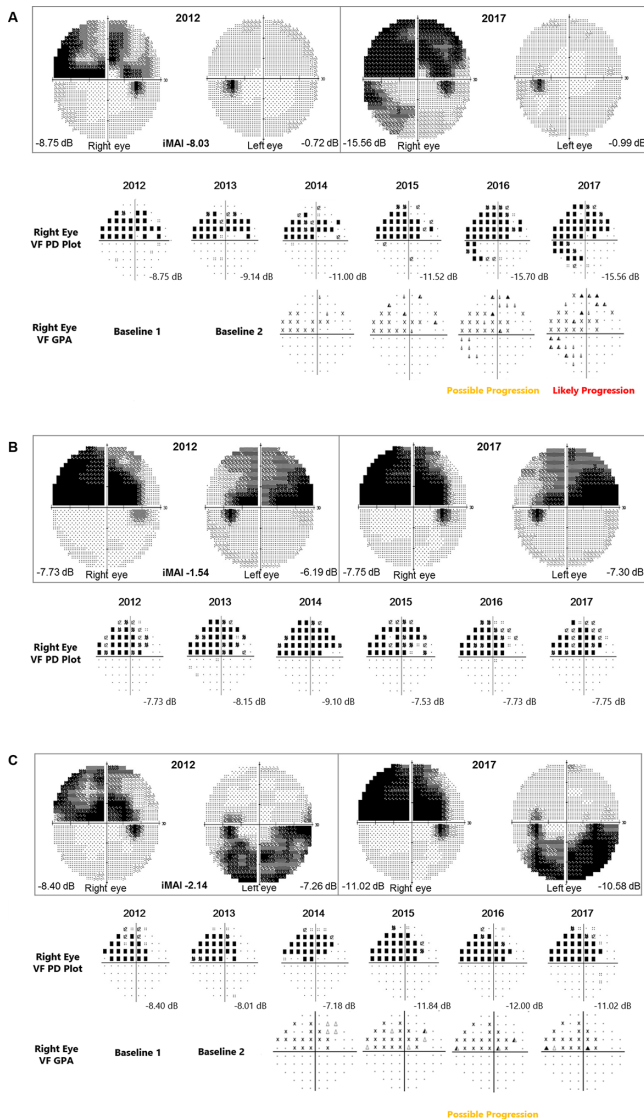 A
2012
2017
30
30
-8.75 dB
Right eye
iMAI -8.03
Left eye
-0.72 dB
-15.56 dB
Right eye
Left eye
-0.99 dB
2012
2013
2014
2015
2016
2017
Right Eye
VF PD Plot
-8.75 dB
-9.14 dB
-11.00 dB
-11.52 dB
-15.70 dB
-15.56 dB
Right Eye
VF GPA
Baseline 1
Baseline 2
Possible Progression
Likely Progression
B
2012
2017
30
30
-7.73 dB
Right eye
iMAI -1.54
Left eye
-6.19 dB
-7.75 dB
Right eye
Left eye
-7.30 dB
2012
2013
2014
2015
2016
2017
Right Eye
VF PD Plot
-7.73 dB
-8.15 dB
-9.10 dB
-7.53 dB
-7.73 dB
-7.75 dB
C
2012
2017
30
30
-8.40 dB
Right eye
iMAI -2.14
Left eye
-7.26 dB
-11.02 dB
Right eye
Left eye
-10.58 dB
2012
2013
2014
2015
2016
2017
Right Eye
VF PD Plot
-8.40 dB
-8.01 dB
-7.18 dB
-11.84 dB
-12.00 dB
-11.02 dB
Right Eye
VF GPA
Baseline 1
Baseline 2
Possible Progression